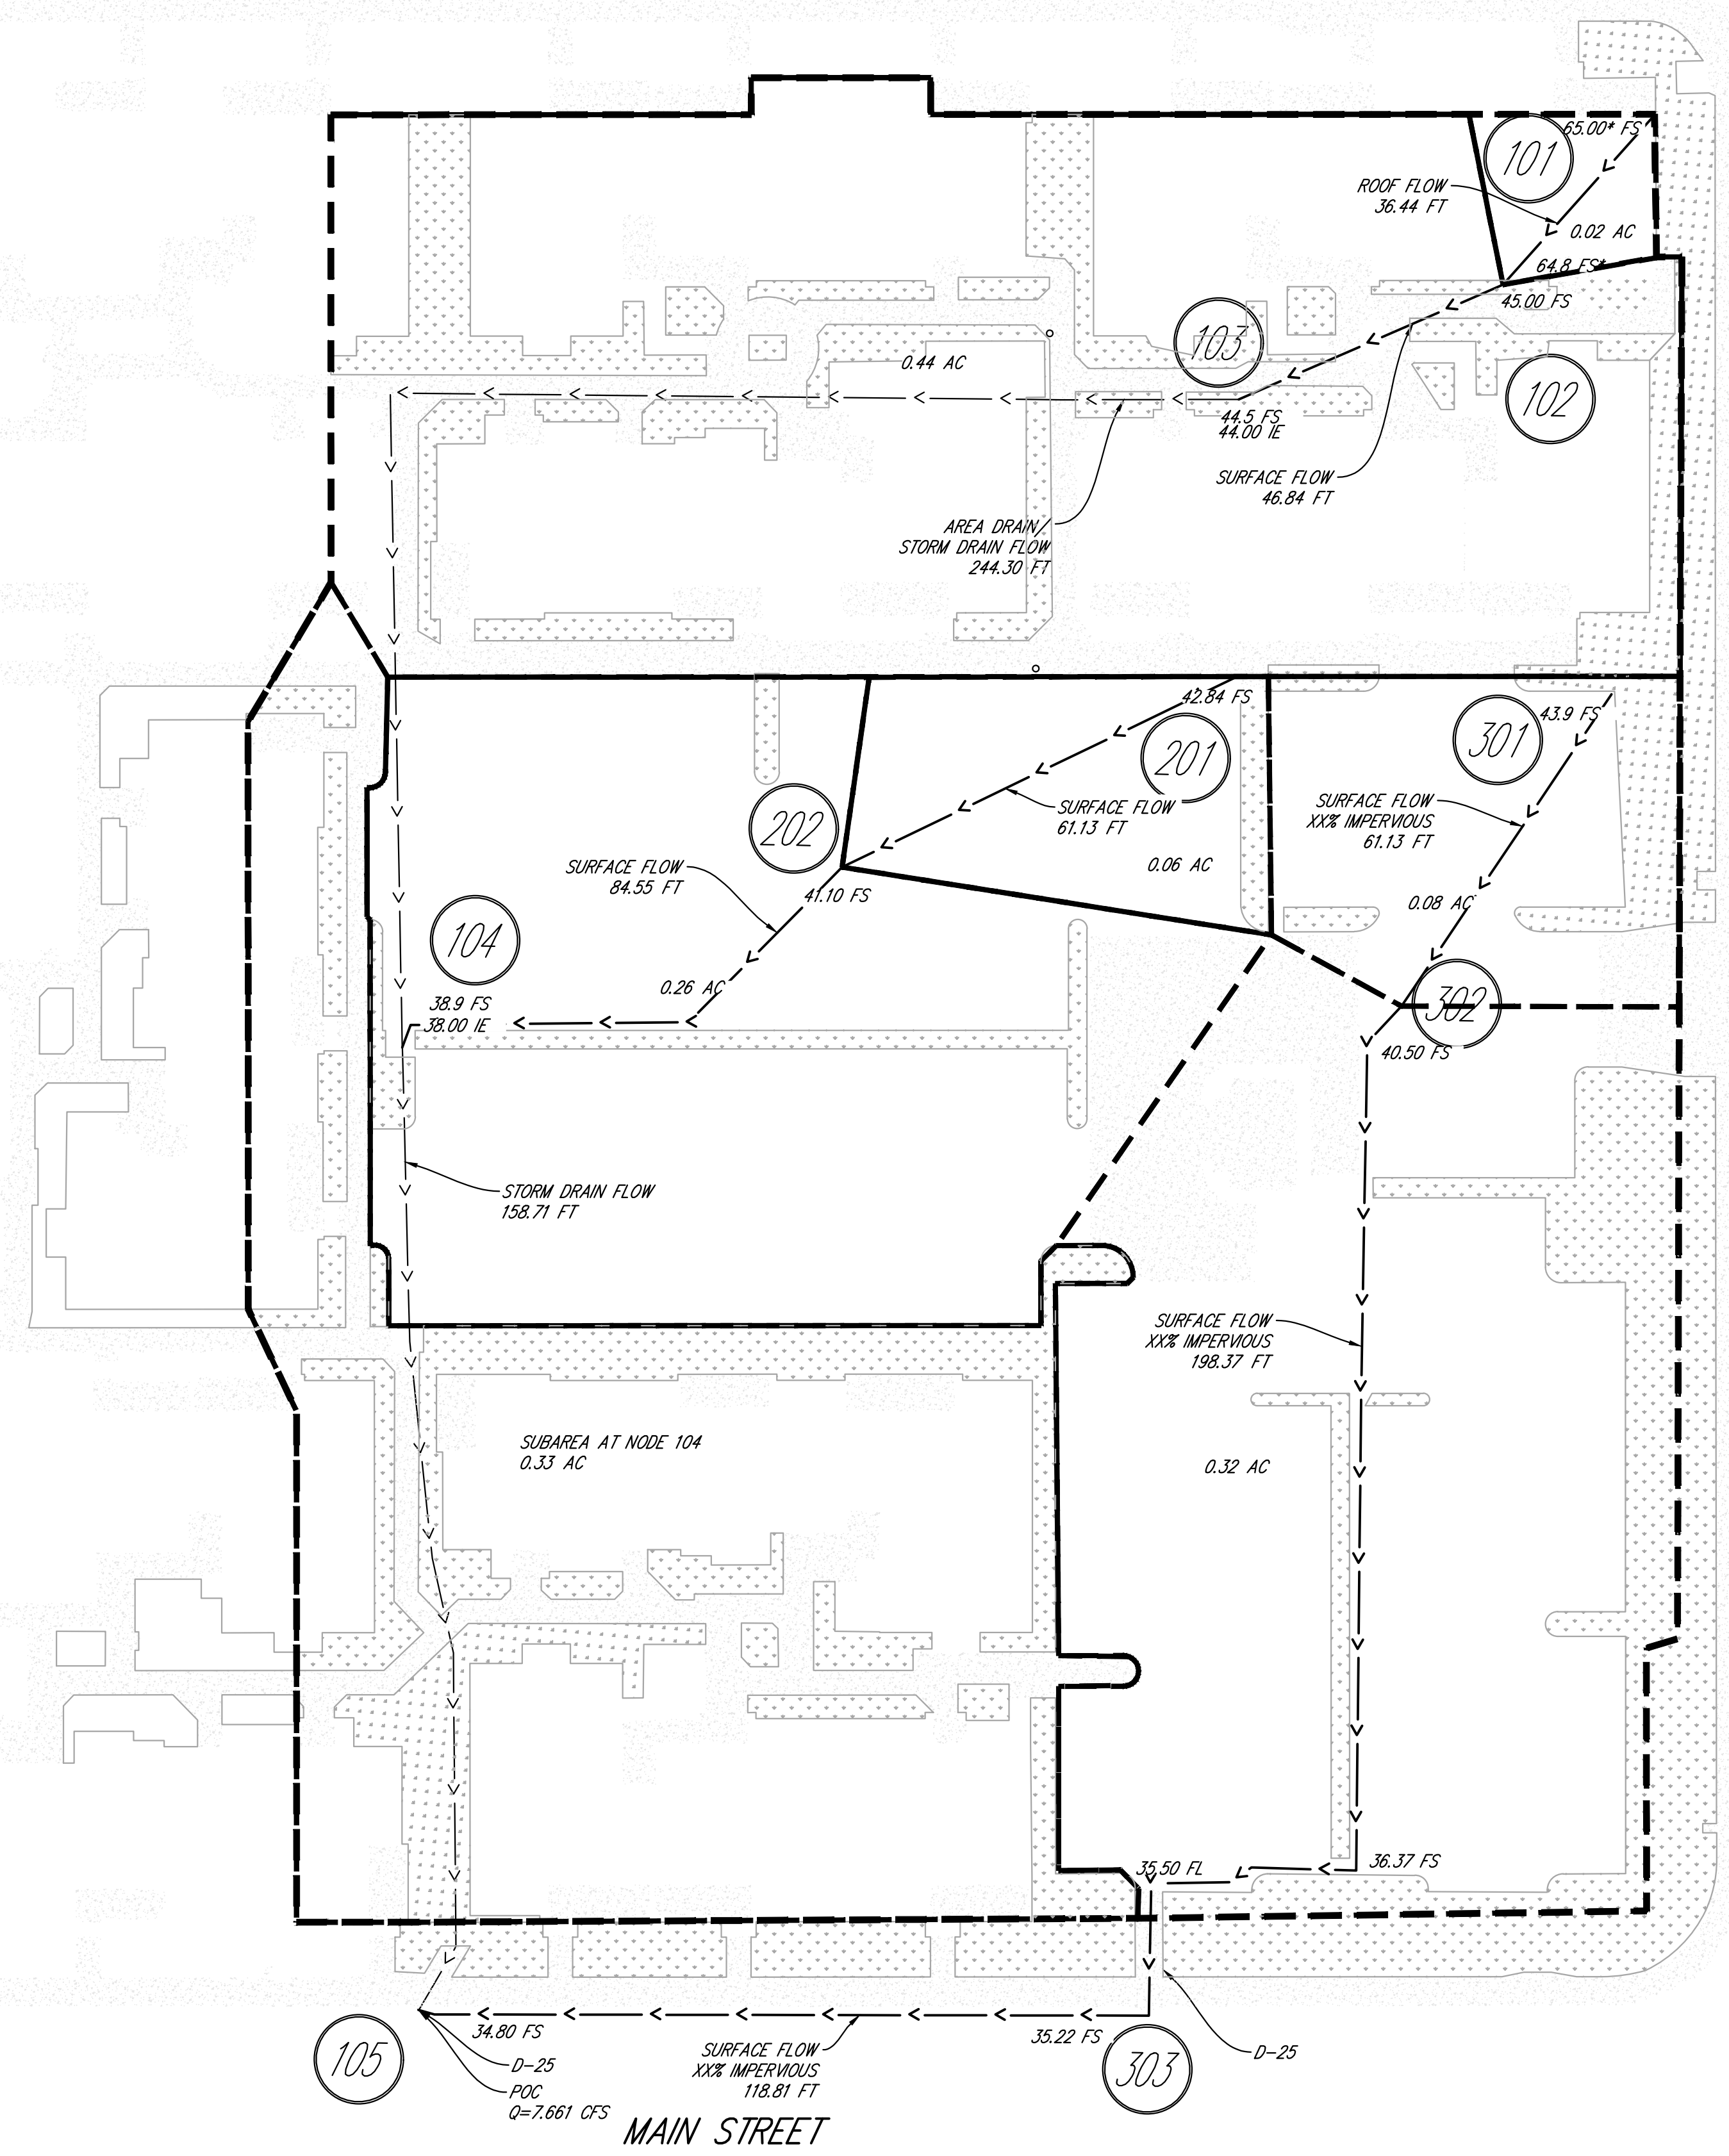 65.00* FS
101
ROOF FLOW
36.44 FT
0.02 AC
64.8 FS*
45.00 FS
103
0.44 AC
102
44.5 FS
44.00 IE
SURFACE FLOW
46.84 FT
AREA DRAIN/
STORM DRAIN FLOW
244.30 FT
42.84 FS
43.9 FS
301
201
SURFACE FLOW
61.13 FT
SURFACE FLOW
XX% IMPERVIOUS
61.13 FT
202
0.06 AC
SURFACE FLOW
84.55 FT
41.10 FS
0.08 AC
104
0.26 AC
38.9 FS
38.00 IE
302
40.50 FS
STORM DRAIN FLOW
158.71 FT
SURFACE FLOW
XX% IMPERVIOUS
198.37 FT
SUBAREA AT NODE 104
0.33 AC
0.32 AC
35.50 FL
36.37 FS
34.80 FS
35.22 FS
105
D-25
POC
Q=7.661 CFS
SURFACE FLOW
XX% IMPERVIOUS
118.81 FT
303
D-25
MAIN STREET